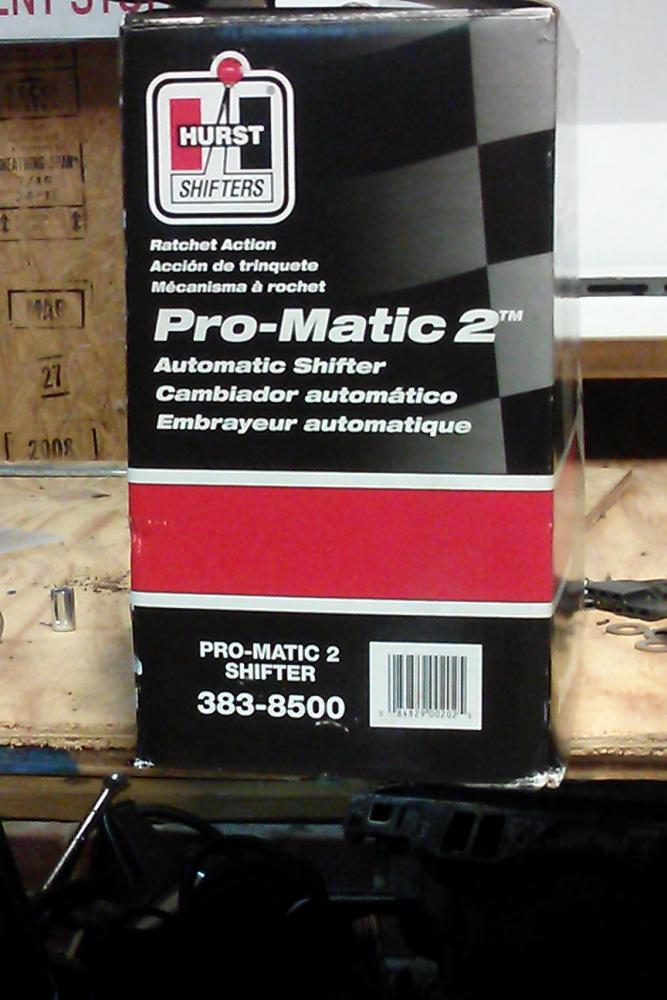 HURST
®
SHIFTERS
Ratchet Action
Acción de trinquete
Mécanisma à rochet
Pro-Matic 2™
Automatic Shifter
Cambiador automático
Embrayeur automatique
PRO-MATIC 2
SHIFTER
383-8500
27
2008